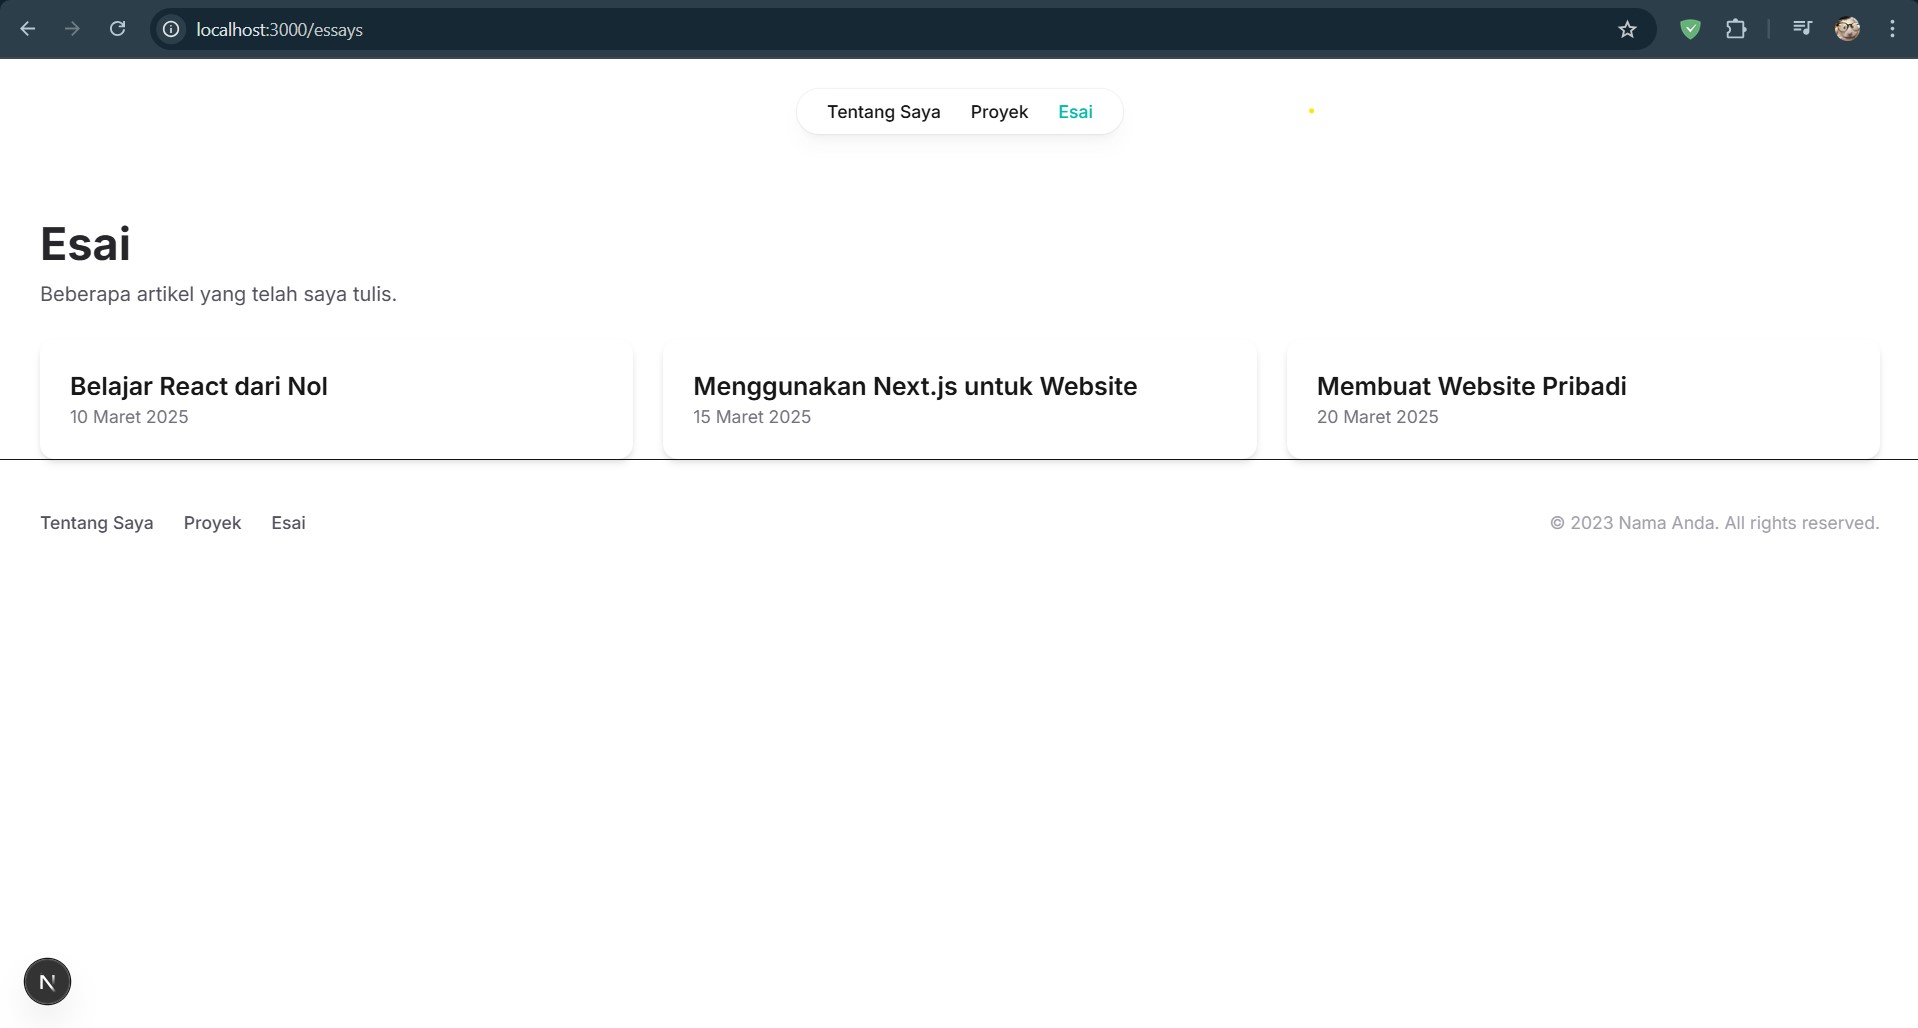 localhost:3000/essays
Tentang Saya Proyek Esai
Esai
Beberapa artikel yang telah saya tulis.
Belajar React dari Nol
10 Maret 2025
Menggunakan Next.js untuk Website
15 Maret 2025
Membuat Website Pribadi
20 Maret 2025
Tentang Saya Proyek Esai
© 2023 Nama Anda. All rights reserved.
N